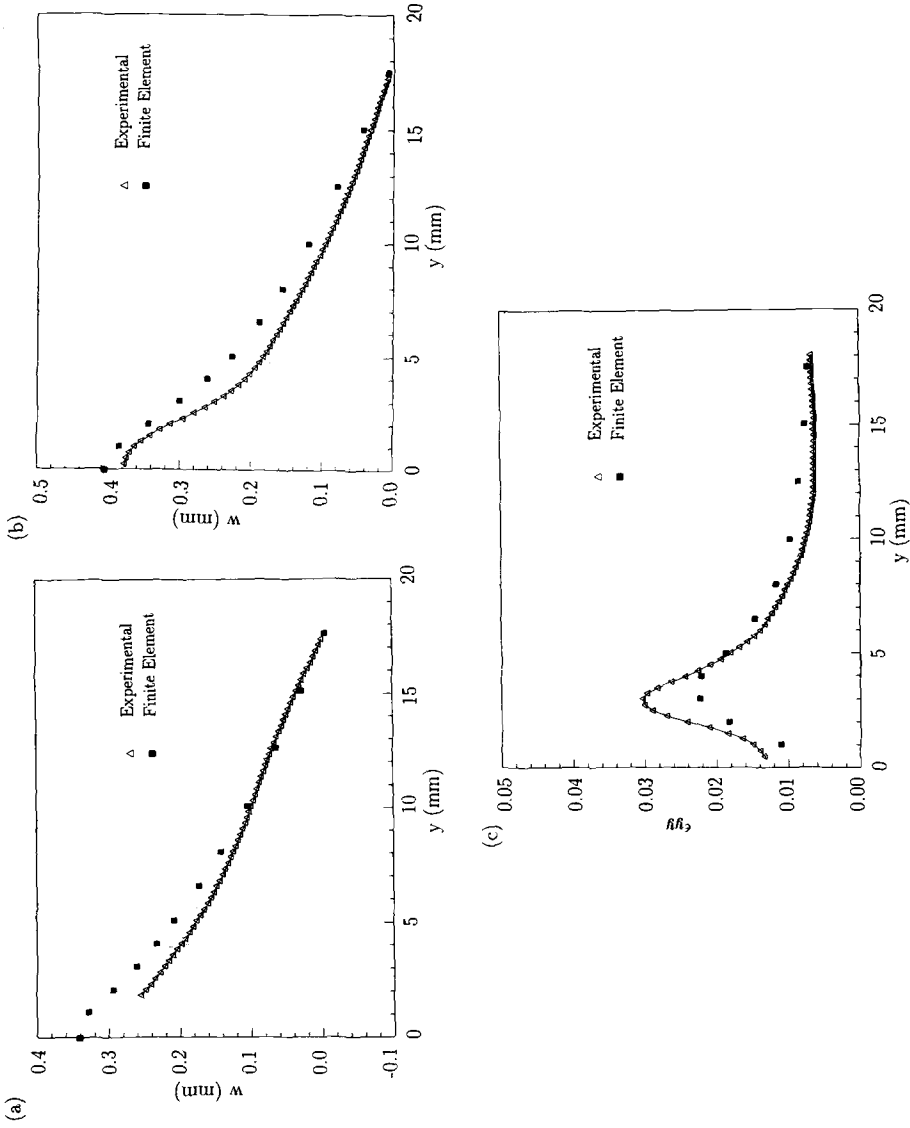 (a)
0.4
0.3
0.2
0.1
0.0
-0.1
w (mm)
0
5
10
15
20
y (mm)
Experimental
Finite Element
(b)
0.5
0.4
0.3
0.2
0.1
0.0
w (mm)
0
5
10
15
20
y (mm)
Experimental
Finite Element
(c)
0.05
0.04
0.03
0.02
0.01
0.00
ϵyy
0
5
10
15
20
y (mm)
Experimental
Finite Element